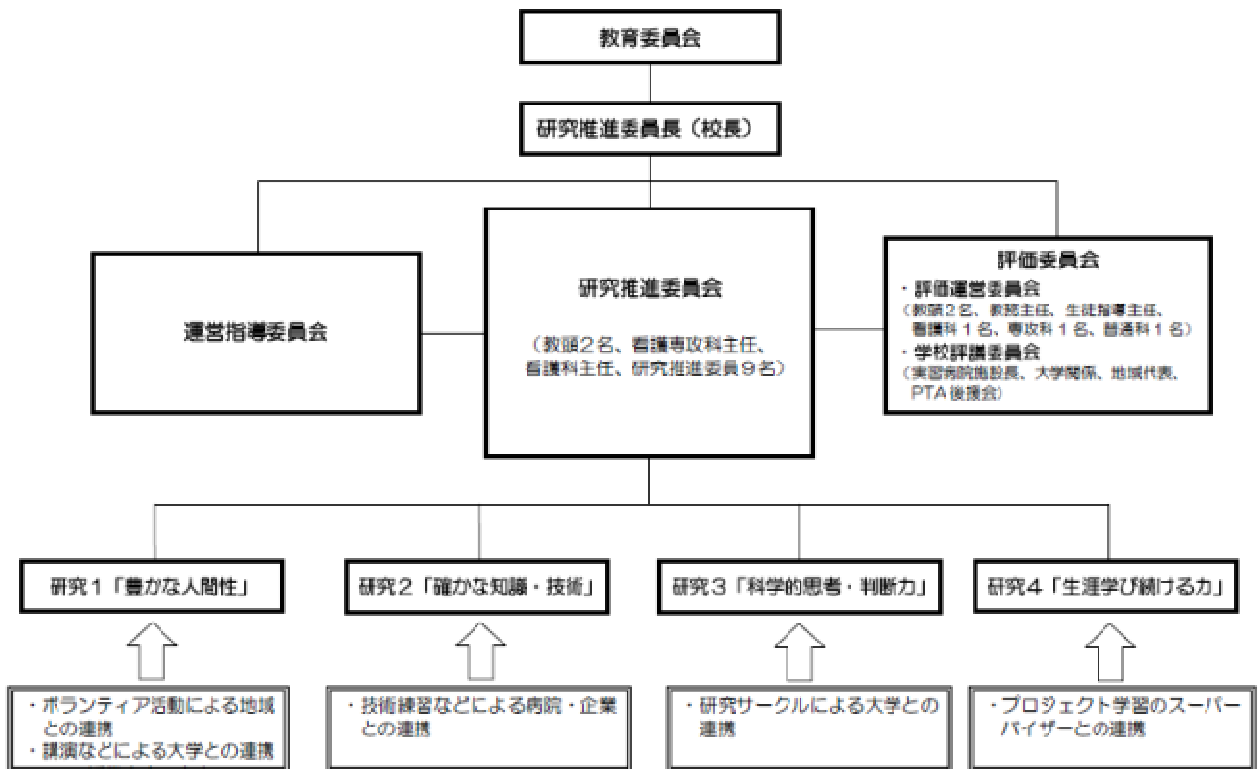 教育委員会
研究推進委員長（校長）
運営指導委員会
研究推進委員会
（教頭２名、看護専攻科主任、
看護科主任、研究推進委員９名）
評価委員会
・評価運営委員会
（教頭２名、教務主任、生徒指導主任、
看護科１名、専攻科１名、普通科１名）
・学校評議委員会
（実習病院施設長、大学関係、地域代表、
PTA後援会）
研究１「豊かな人間性」
研究２「確かな知識・技術」
研究３「科学的思考・判断力」
研究４「生涯学び続ける力」
・ボランティア活動による地域
との連携
・講演などによる大学との連携
・技術練習などによる病院・企業
との連携
・研究サークルによる大学との
連携
・プロジェクト学習のスーパー
バイザーとの連携